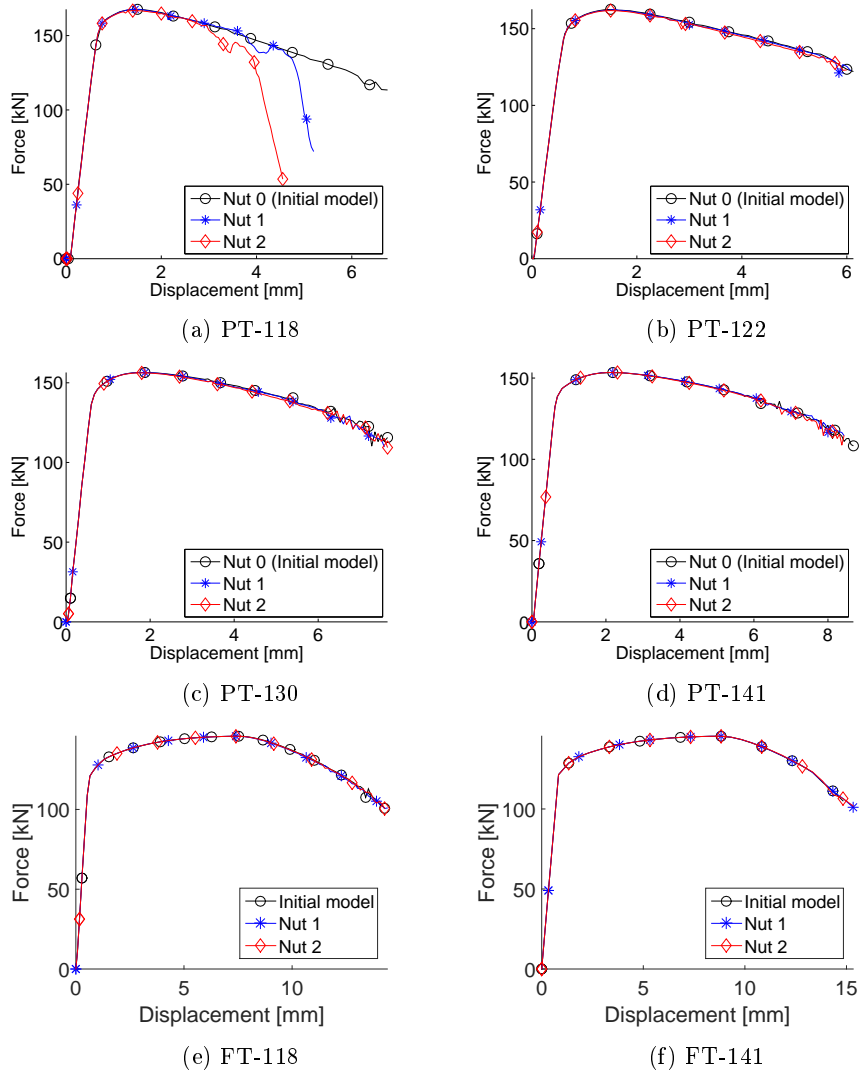 150
100
50
0
Force [kN]
0 2 4 6
Displacement [mm]
Nut 0 (Initial model)
Nut 1
Nut 2
(a) PT-118
150
100
50
0
Force [kN]
0 1 2 3 4 5 6
Displacement [mm]
Nut 0 (Initial model)
Nut 1
Nut 2
(b) PT-122
150
100
50
0
Force [kN]
0 2 4 6
Displacement [mm]
Nut 0 (Initial model)
Nut 1
Nut 2
(c) PT-130
150
100
50
0
Force [kN]
0 2 4 6 8
Displacement [mm]
Nut 0 (Initial model)
Nut 1
Nut 2
(d) PT-141
100
50
0
Force [kN]
0 5 10
Displacement [mm]
Initial model
Nut 1
Nut 2
(e) FT-118
100
50
0
Force [kN]
0 5 10 15
Displacement [mm]
Initial model
Nut 1
Nut 2
(f) FT-141